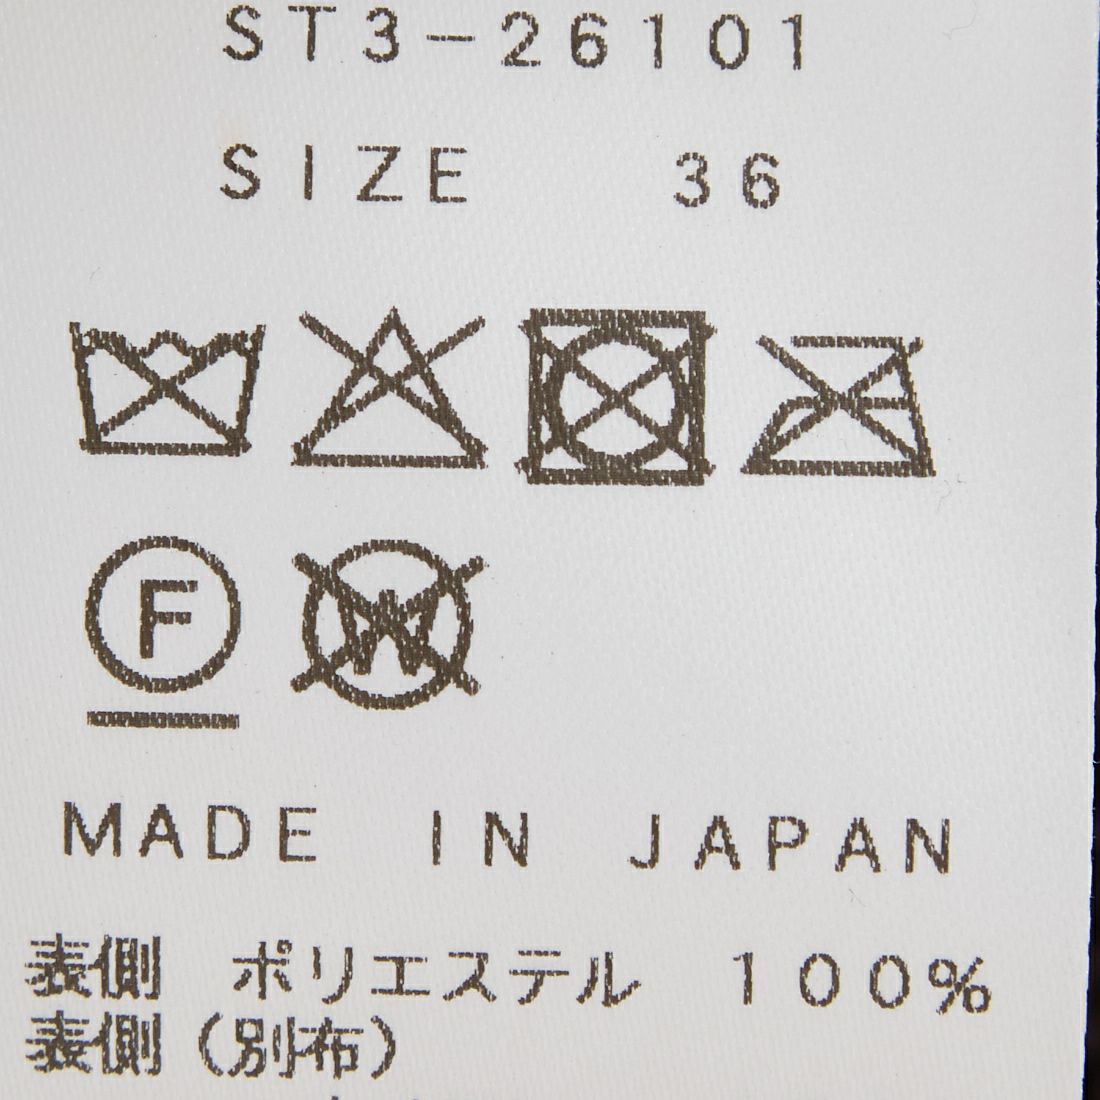 ST3-26101
SIZE 36
F W
MADE IN JAPAN
表側 ポリエステル 100%
表側(別布)